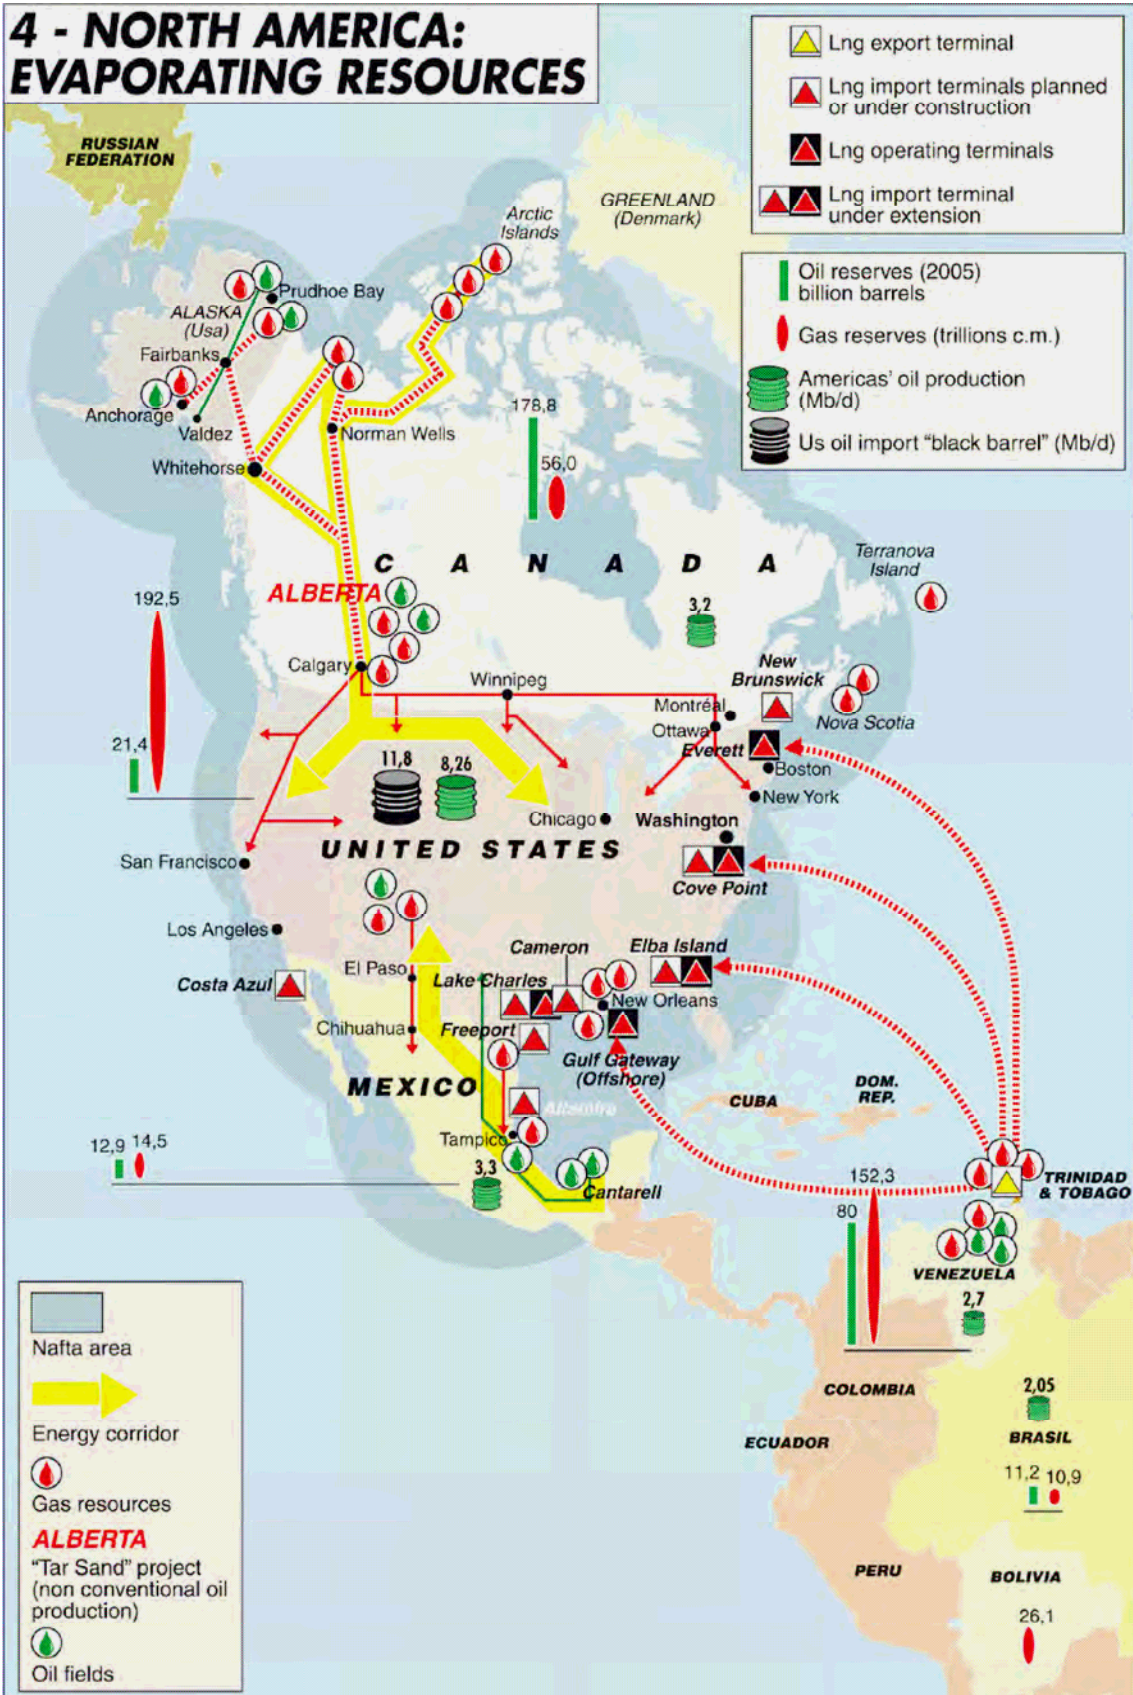 4 - NORTH AMERICA:
EVAPORATING RESOURCES
Lng export terminal
Lng import terminals planned
or under construction
Lng operating terminals
Lng import terminal
under extension
Oil reserves (2005)
billion barrels
Gas reserves (trillions c.m.)
Americas' oil production
(Mb/d)
Us oil import "black barrel" (Mb/d)
RUSSIAN
FEDERATION
GREENLAND
(Denmark)
Arctic
Islands
Prudhoe Bay
ALASKA
(Usa)
Fairbanks
Anchorage
Valdez
Whitehorse
Norman Wells
178,8
56,0
CANADA
Terranova
Island
ALBERTA
192,5
3,2
Calgary
Winnipeg
New
Brunswick
Montréal
Nova Scotia
Ottawa
Everett
21,4
11,8
8,26
Boston
New York
Chicago
Washington
UNITED STATES
San Francisco
Cove Point
Los Angeles
Cameron
Elba Island
El Paso
Lake Charles
Costa Azul
New Orleans
Chihuahua
Freeport
Gulf Gateway
(Offshore)
MEXICO
CUBA
DOM.
REP.
Altamira
Tampico
12,9
14,5
3,3
Cantarell
152,3
TRINIDAD
& TOBAGO
80
VENEZUELA
2,7
COLOMBIA
2,05
ECUADOR
BRASIL
11,2
10,9
PERU
BOLIVIA
26,1
Nafta area
Energy corridor
Gas resources
ALBERTA
"Tar Sand" project
(non conventional oil
production)
Oil fields